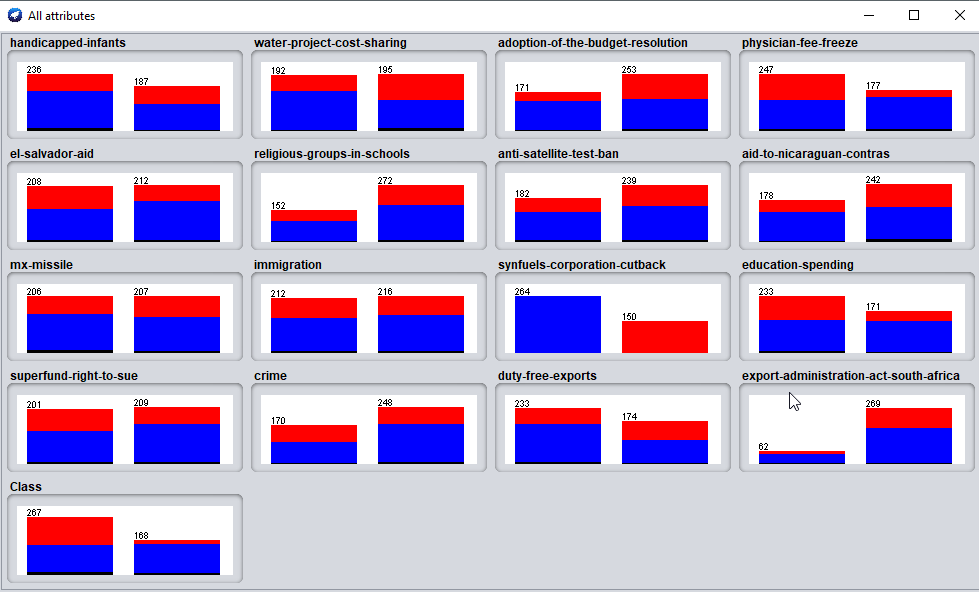 All attributes
handicapped-infants
236
187
water-project-cost-sharing
192
195
adoption-of-the-budget-resolution
171
253
physician-fee-freeze
247
177
el-salvador-aid
208
212
religious-groups-in-schools
152
272
anti-satellite-test-ban
182
239
aid-to-nicaraguan-contras
178
242
mx-missile
206
207
immigration
212
216
synfuels-corporation-cutback
264
150
education-spending
233
171
superfund-right-to-sue
201
209
crime
170
248
duty-free-exports
233
174
export-administration-act-south-africa
62
269
Class
267
168